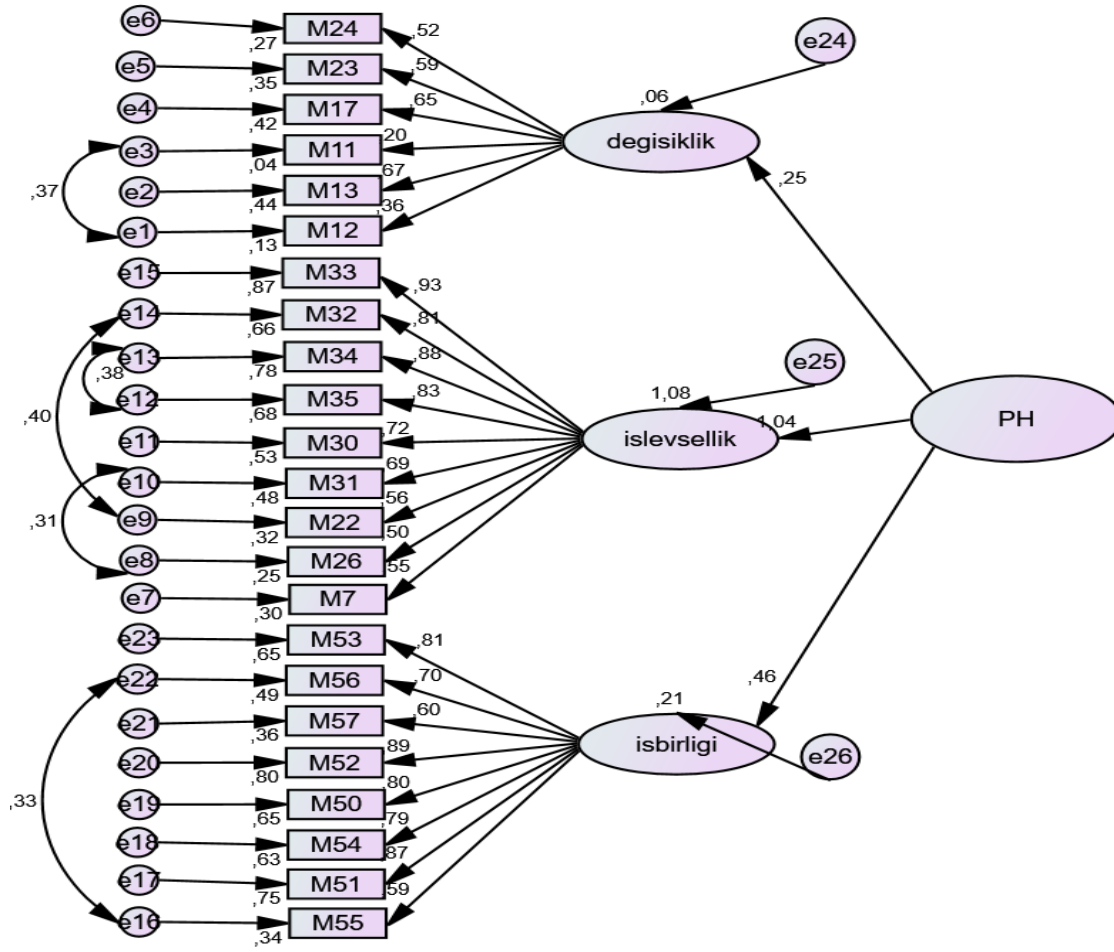 e6 ,27 M24 ,52
e24
e5 ,35 M23 ,59
e4 ,42 M17 ,65
,06
degisiklik
e3 ,04 M11 ,20
,37
e2 ,44 M13 ,67
,25
e1 ,13 M12 ,36
e15 ,87 M33 ,93
e14 ,66 M32 ,81
e13 ,78 M34 ,88
,38
e25
e12 ,68 M35 ,83
,40
1,08
1,04
PH
islevsellik
e11 ,53 M30 ,72
e10 ,48 M31 ,69
e9 ,32 M22 ,56
,31
e8 ,25 M26 ,50
e7 ,30 M7 ,55
e23 ,65 M53 ,81
e22 ,49 M56 ,70
,46
,21
e21 ,36 M57 ,60
isbirligi
e26
e20 ,80 M52 ,89
e19 ,65 M50 ,80
,33
e18 ,63 M54 ,79
e17 ,75 M51 ,87
e16 ,34 M55 ,59